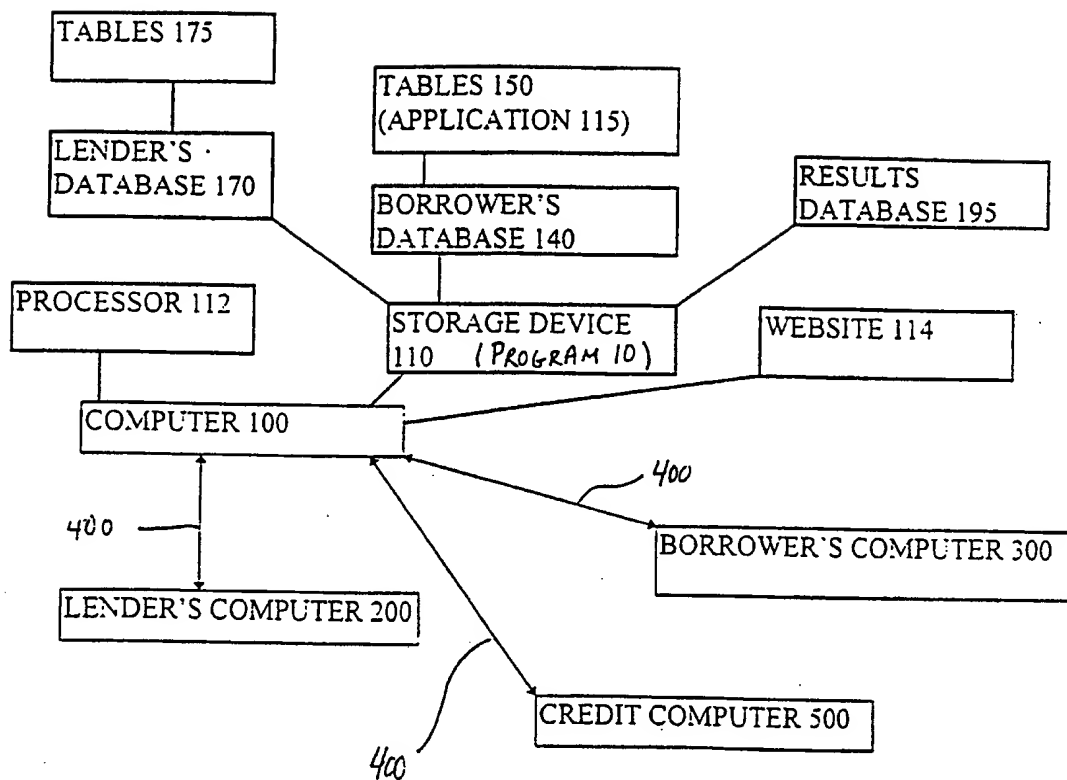 TABLES 175
TABLES 150
(APPLICATION 115)
LENDER'S
DATABASE 170
RESULTS
DATABASE 195
BORROWER'S
DATABASE 140
PROCESSOR 112
STORAGE DEVICE
110 (PROGRAM 10)
WEBSITE 114
COMPUTER 100
400
400
BORROWER'S COMPUTER 300
LENDER'S COMPUTER 200
CREDIT COMPUTER 500
400